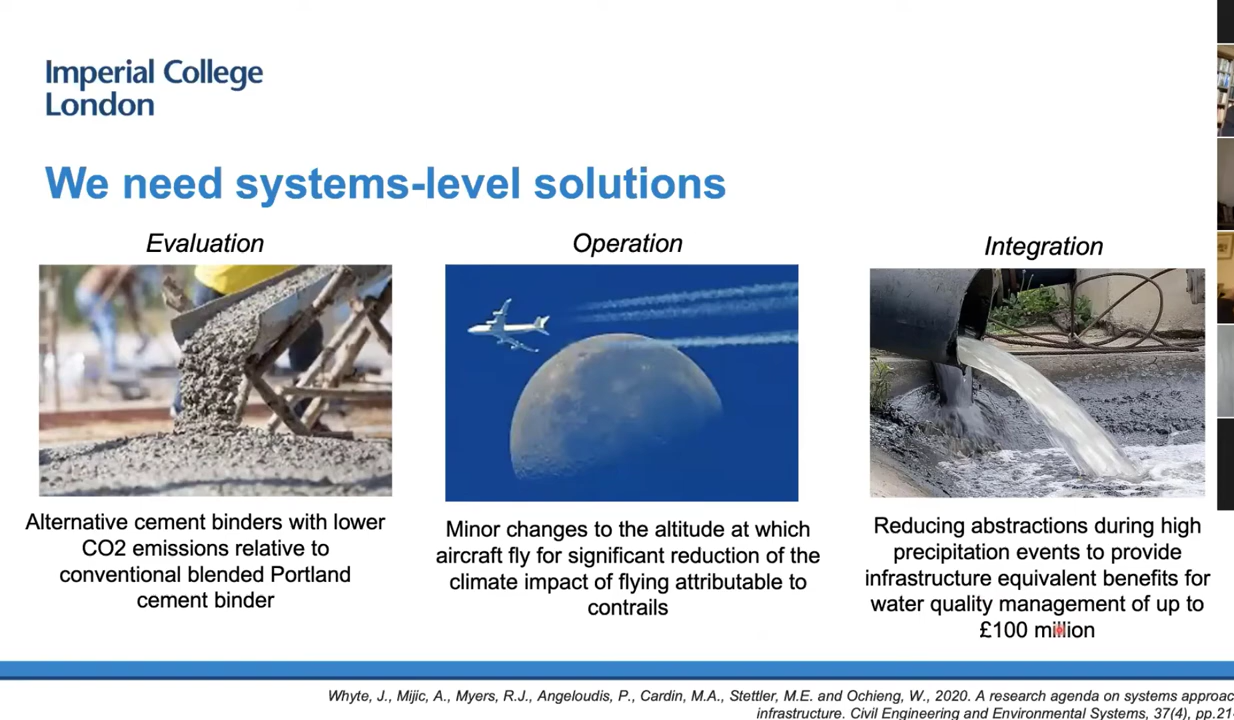 Imperial College
London
We need systems-level solutions
Evaluation
Operation
Integration
Alternative cement binders with lower
CO2 emissions relative to
conventional blended Portland
cement binder
Minor changes to the altitude at which
aircraft fly for significant reduction of the
climate impact of flying attributable to
contrails
Reducing abstractions during high
precipitation events to provide
infrastructure equivalent benefits for
water quality management of up to
£100 million
Whyte, J., Mijic, A., Myers, R.J., Angeloudis, P., Cardin, M.A., Stettler, M.E. and Ochieng, W., 2020. A research agenda on systems approac
infrastructure. Civil Engineering and Environmental Systems, 37(4), pp.21